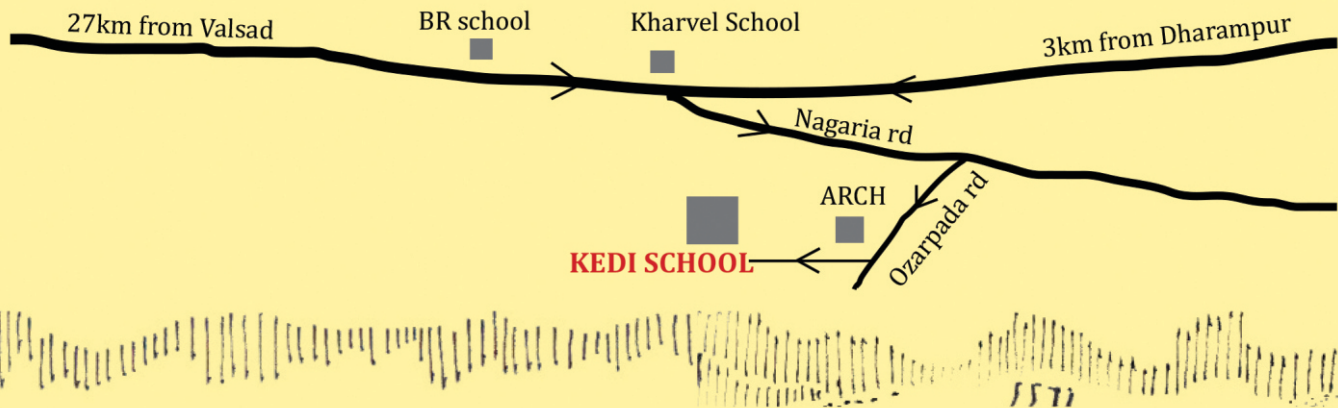 27km from Valsad
BR school
Kharvel School
3km from Dharampur
Nagaria rd
ARCH
Ozarpada rd
KEDI SCHOOL